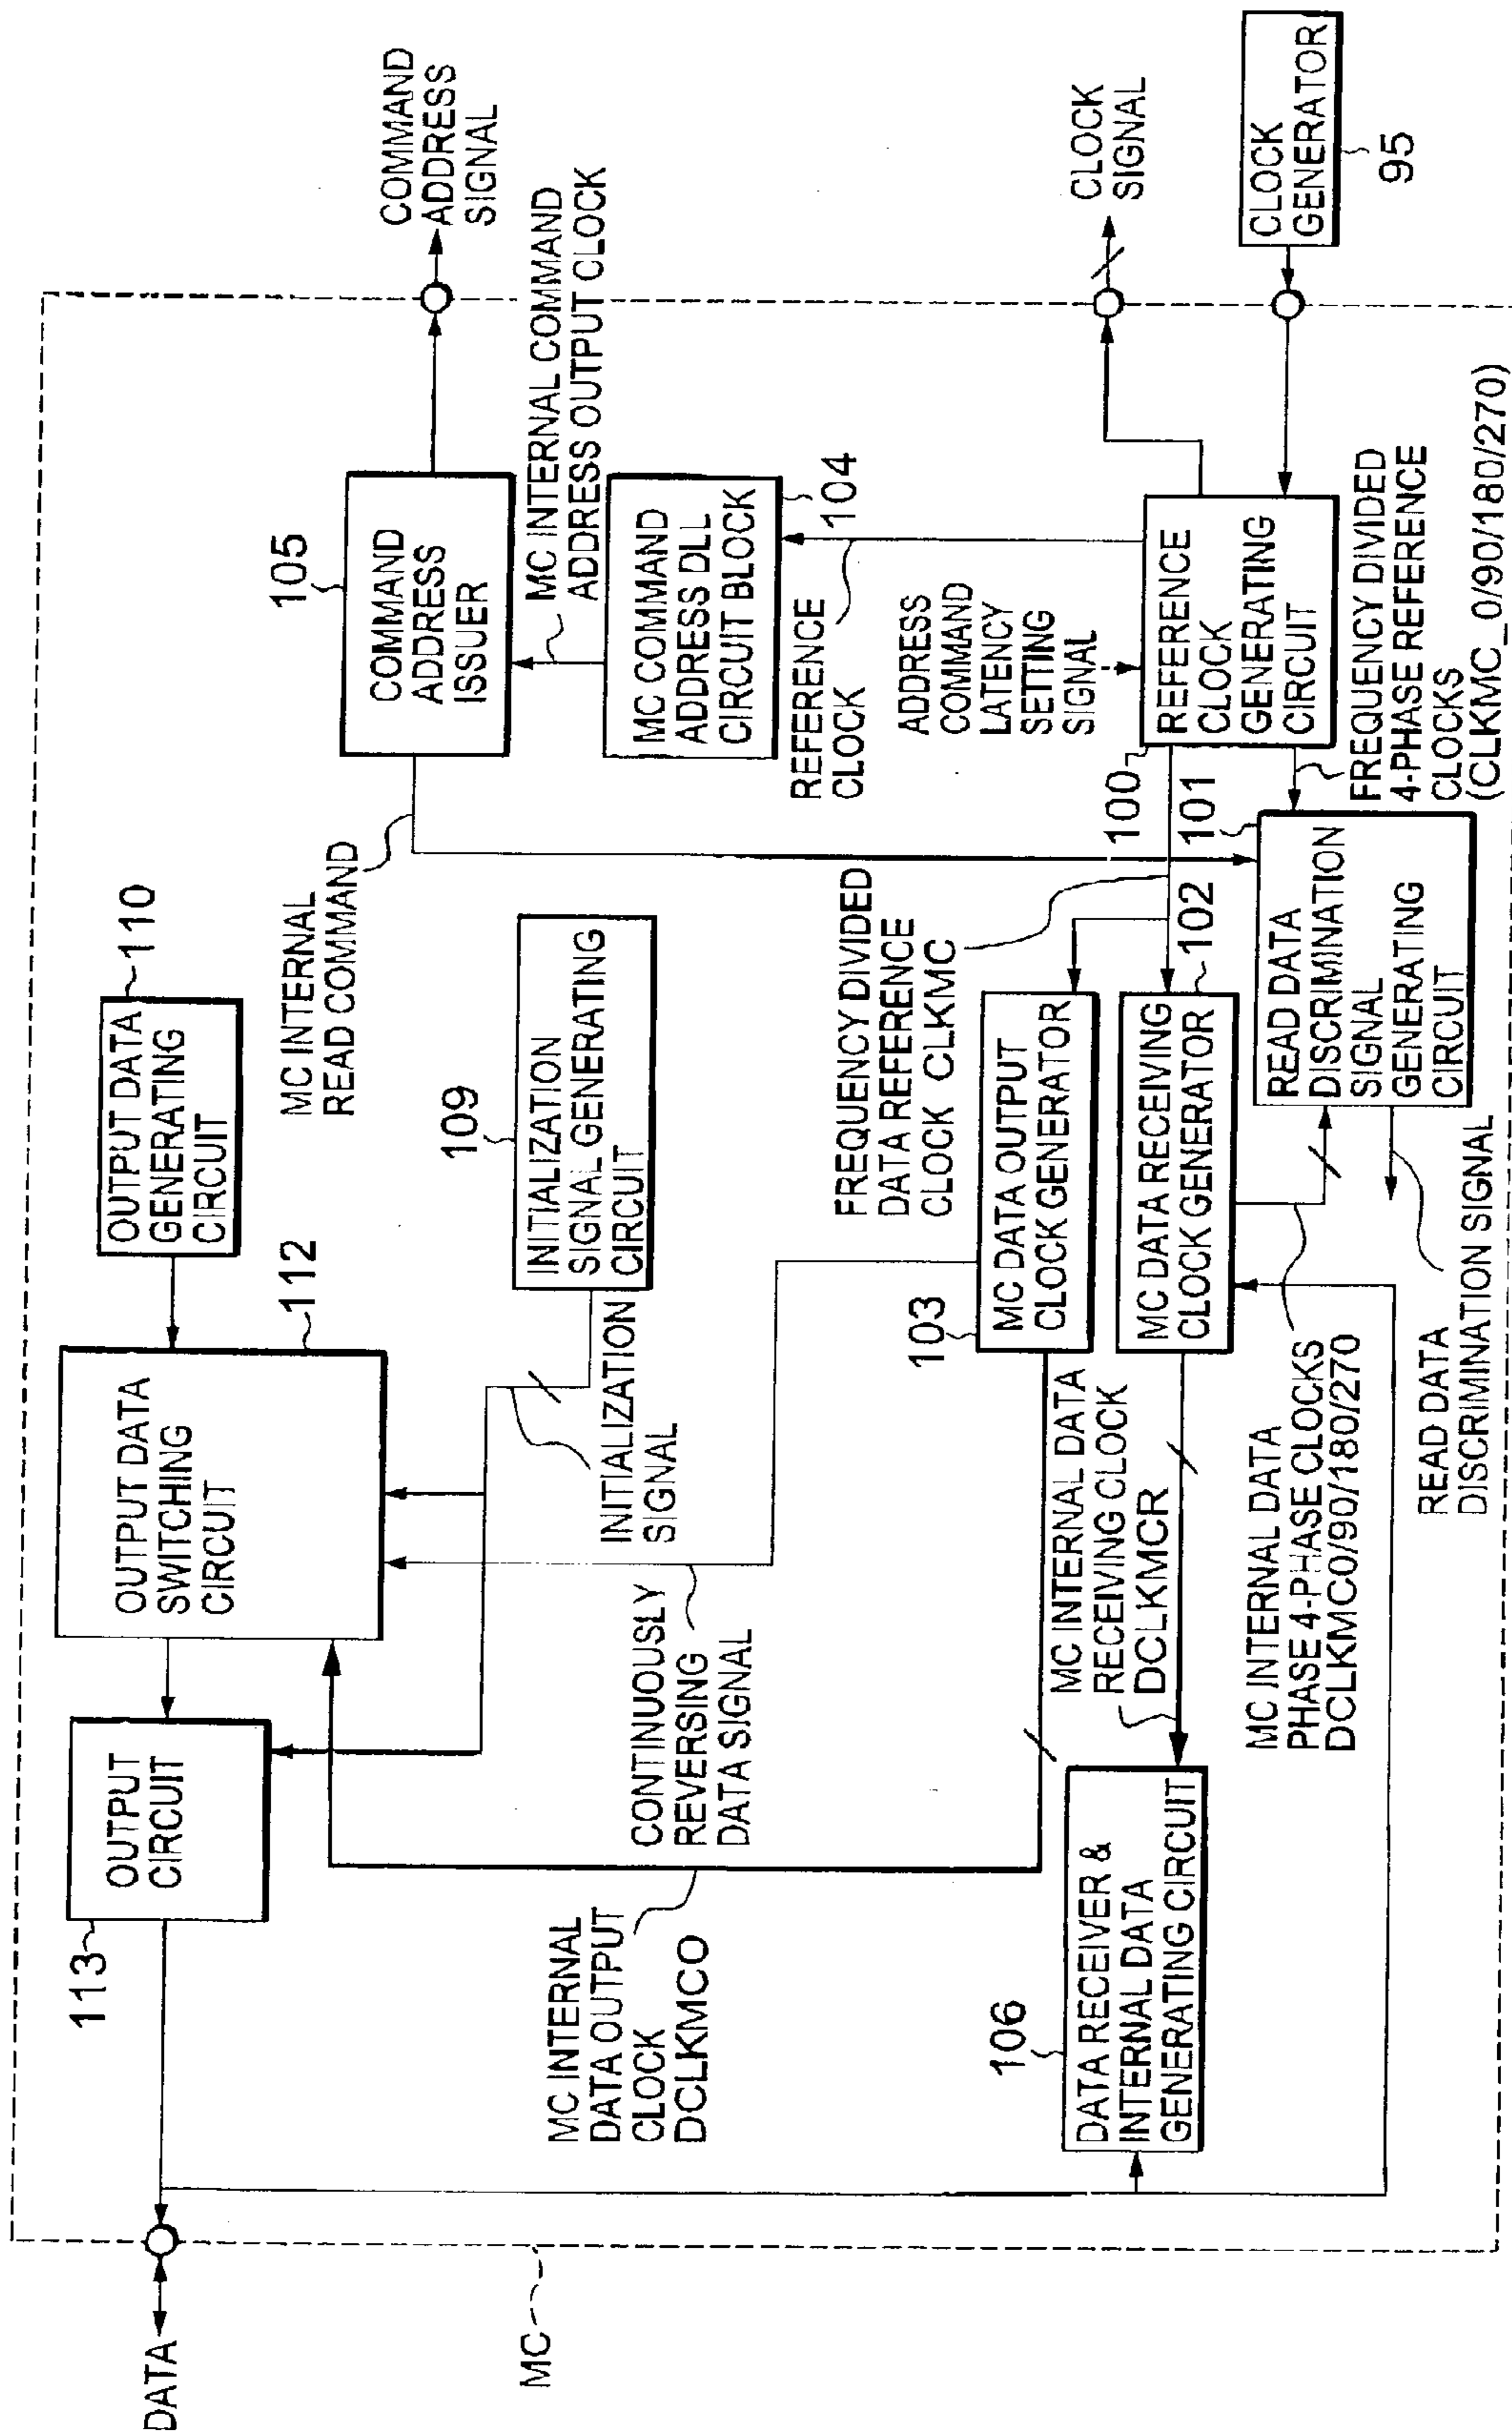 DATA
MC
113
OUTPUT
CIRCUIT
OUTPUT DATA
SWITCHING
CIRCUIT
112
OUTPUT DATA
GENERATING
CIRCUIT
110
MC INTERNAL
READ COMMAND
105
COMMAND
ADDRESS
ISSUER
COMMAND
ADDRESS
SIGNAL
MC INTERNAL COMMAND
ADDRESS OUTPUT CLOCK
MC COMMAND
ADDRESS DLL
CIRCUIT BLOCK
104
REFERENCE
CLOCK
109
INITIALIZATION
SIGNAL GENERATING
CIRCUIT
INITIALIZATION
SIGNAL
CONTINUOUSLY
REVERSING
DATA SIGNAL
MC INTERNAL
DATA OUTPUT
CLOCK
DCLKMCO
ADDRESS
COMMAND
LATENCY
SETTING
SIGNAL
CLOCK
SIGNAL
REFERENCE
CLOCK
GENERATING
CIRCUIT
100
CLOCK
GENERATOR
95
FREQUENCY DIVIDED
DATA REFERENCE
CLOCK CLKMC
FREQUENCY DIVIDED
4-PHASE REFERENCE
CLOCKS
(CLKMC_0/90/180/270)
103
MC DATA OUTPUT
CLOCK GENERATOR
102
MC DATA RECEIVING
CLOCK GENERATOR
101
READ DATA
DISCRIMINATION
SIGNAL
GENERATING
CIRCUIT
MC INTERNAL DATA
RECEIVING CLOCK
DCLKMCR
106
DATA RECEIVER &
INTERNAL DATA
GENERATING CIRCUIT
MC INTERNAL DATA
PHASE 4-PHASE CLOCKS
DCLKMC0/90/180/270
READ DATA
DISCRIMINATION SIGNAL